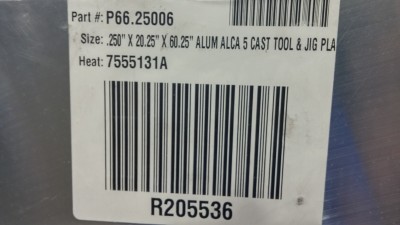 Part #: P66.25006
Size: .250" X 20.25" X 60.25" ALUM ALCA 5 CAST TOOL & JIG PLA
Heat: 7555131A
R205536